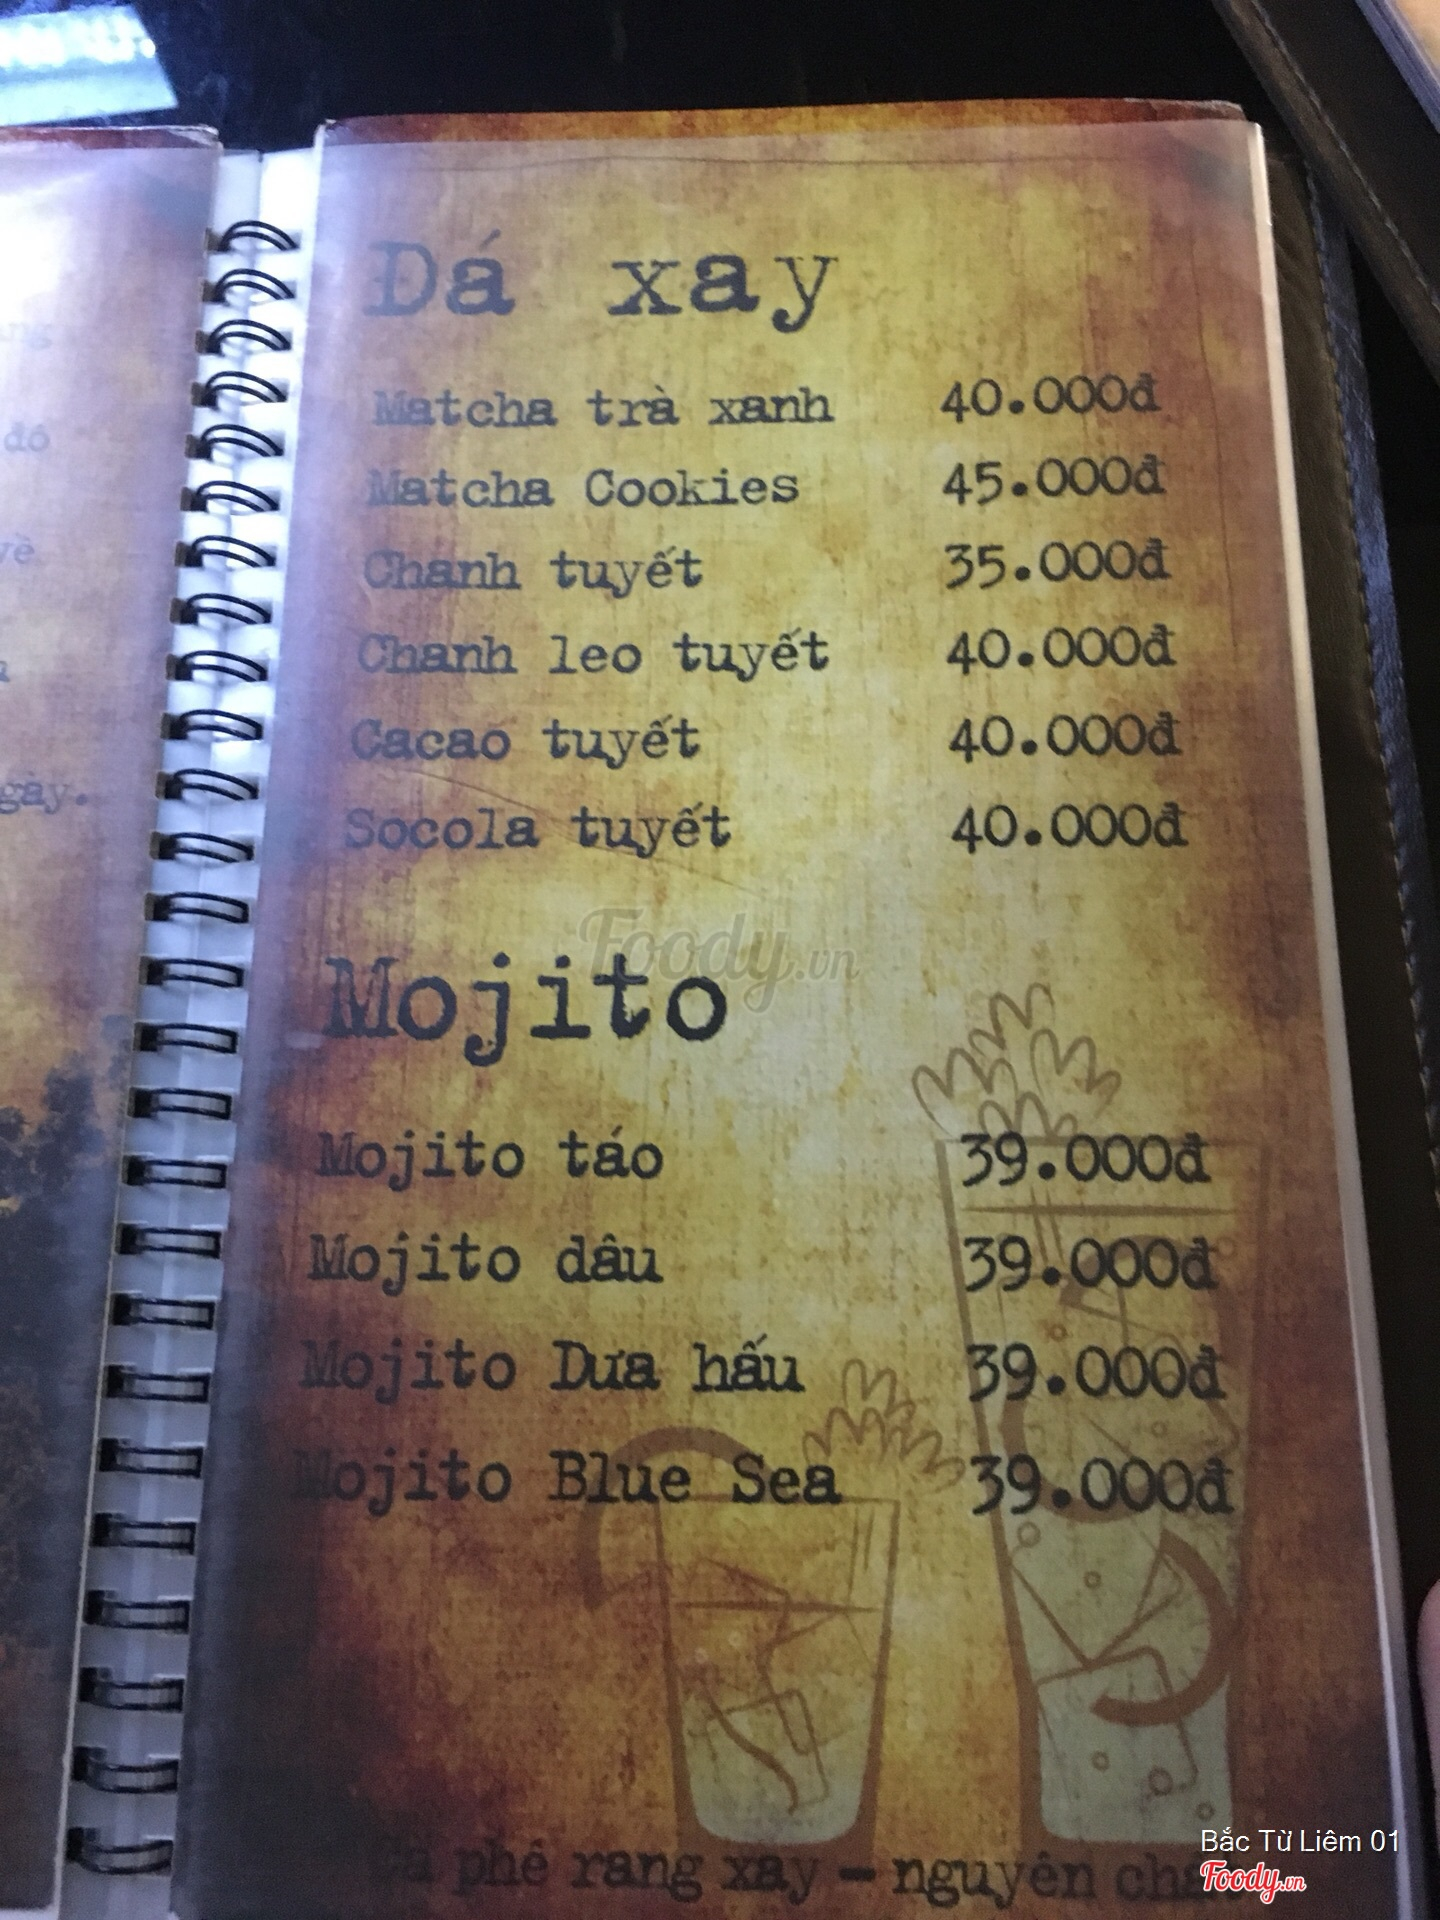 Đá xay
Matcha trà xanh 40.000đ
Matcha Cookies 45.000đ
Chanh tuyết 35.000đ
Chanh leo tuyết 40.000đ
Cacao tuyết 40.000đ
Socola tuyết 40.000đ
Foody.vn
Mojito
Mojito táo 39.000đ
Mojito dâu 39.000đ
Mojito Dưa hấu 39.000đ
Mojito Blue Sea 39.000đ
phê rang xay - nguyên
Bắc Từ Liêm 01
Foody.vn
đô
về